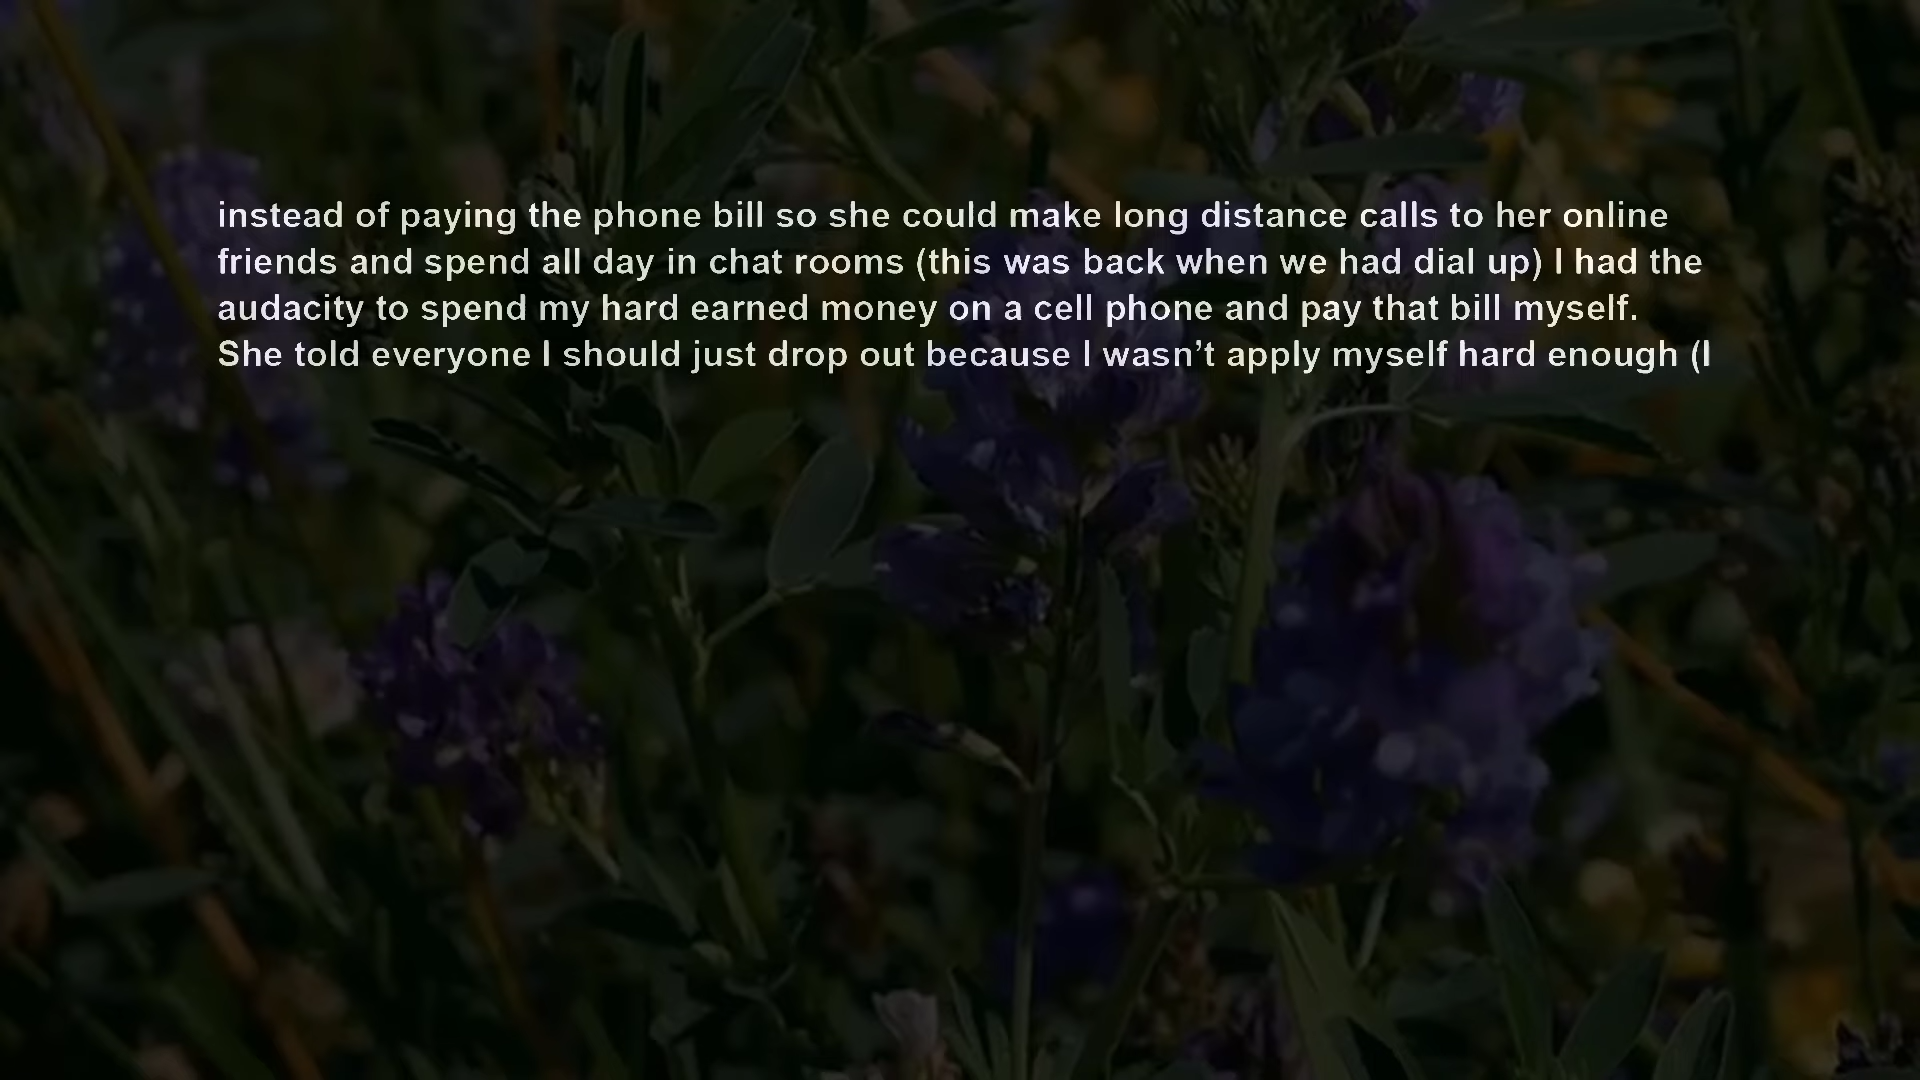 instead of paying the phone bill so she could make long distance calls to her online
friends and spend all day in chat rooms (this was back when we had dial up) I had the
audacity to spend my hard earned money on a cell phone and pay that bill myself.
She told everyone I should just drop out because I wasn’t apply myself hard enough (I